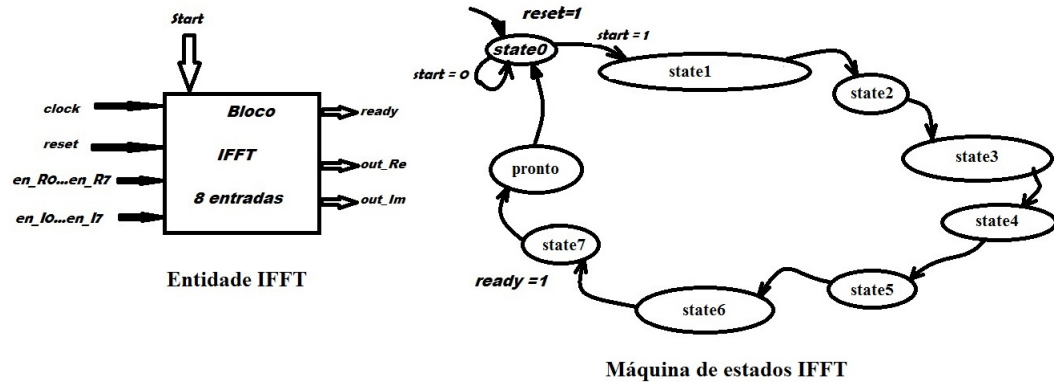 Start
clock
reset
en_R0...en_R7
en_I0...en_I7
Bloco
IFFT
8 entradas
ready
out_Re
out_Im
Entidade IFFT
reset=1
state0
start = 1
start = 0
state1
state2
state3
state4
state5
state6
state7
ready =1
pronto
Máquina de estados IFFT